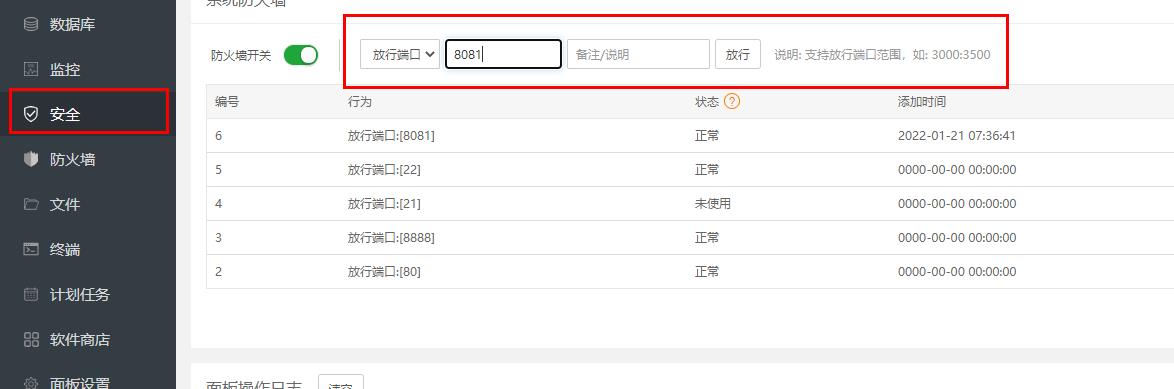 系统防火墙
数据库
监控
安全
防火墙
文件
终端
计划任务
软件商店
面板设置
防火墙开关 放行端口 8081 备注/说明 放行 说明: 支持放行端口范围，如: 3000:3500
编号 行为 状态 ? 添加时间
6 放行端口:[8081] 正常 2022-01-21 07:36:41
5 放行端口:[22] 正常 0000-00-00 00:00:00
4 放行端口:[21] 未使用 0000-00-00 00:00:00
3 放行端口:[8888] 正常 0000-00-00 00:00:00
2 放行端口:[80] 正常 0000-00-00 00:00:00
面板操作日志 清空